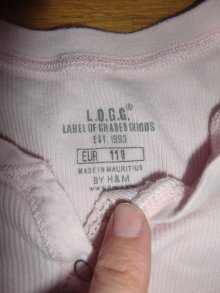 L.O.G.G.
LABEL OF GRADED GOODS
EST 1993
EUR 110
MADE IN MAURITIUS
BY H&M